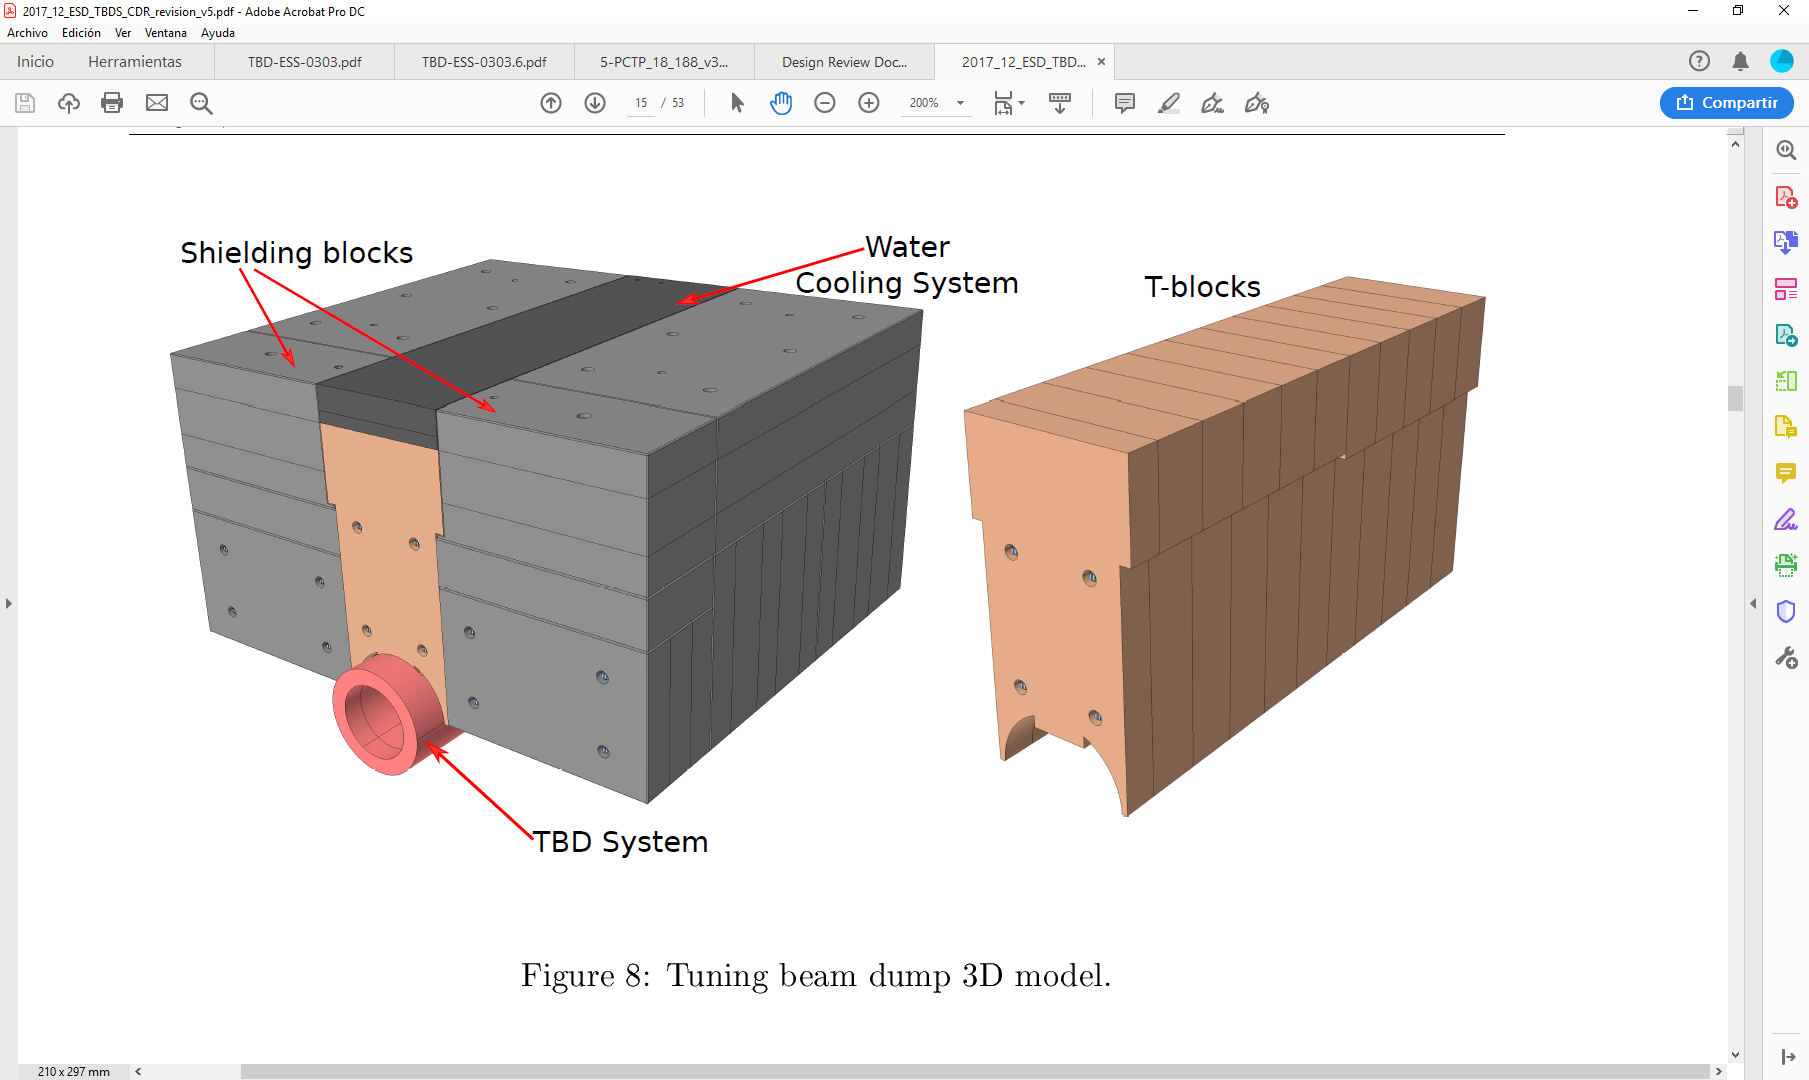 2017_12_ESD_TBDS_CDR_revision_v5.pdf - Adobe Acrobat Pro DC
Archivo Edición Ver Ventana Ayuda
Inicio Herramientas TBD-ESS-0303.pdf TBD-ESS-0303.6.pdf 5-PCTP_18_188_v3... Design Review Doc... 2017_12_ESD_TBD...
15 / 53 200% Compartir
Shielding blocks
Water
Cooling System
T-blocks
TBD System
Figure 8: Tuning beam dump 3D model.
210 x 297 mm